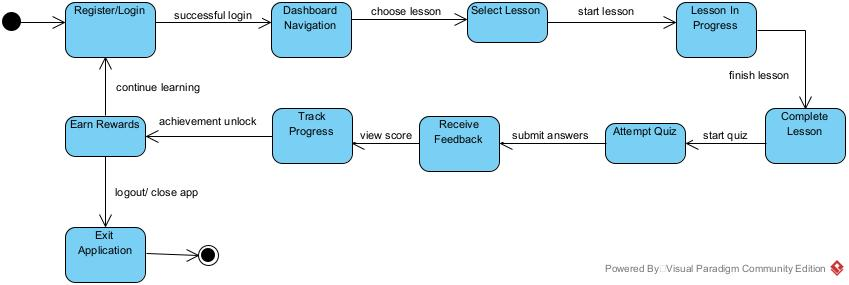 Register/Login
successful login
Dashboard
Navigation
choose lesson
Select Lesson
start lesson
Lesson In
Progress
finish lesson
continue learning
Earn Rewards
achievement unlock
Track
Progress
view score
Receive
Feedback
submit answers
Attempt Quiz
start quiz
Complete
Lesson
logout/ close app
Exit
Application
Powered By Visual Paradigm Community Edition